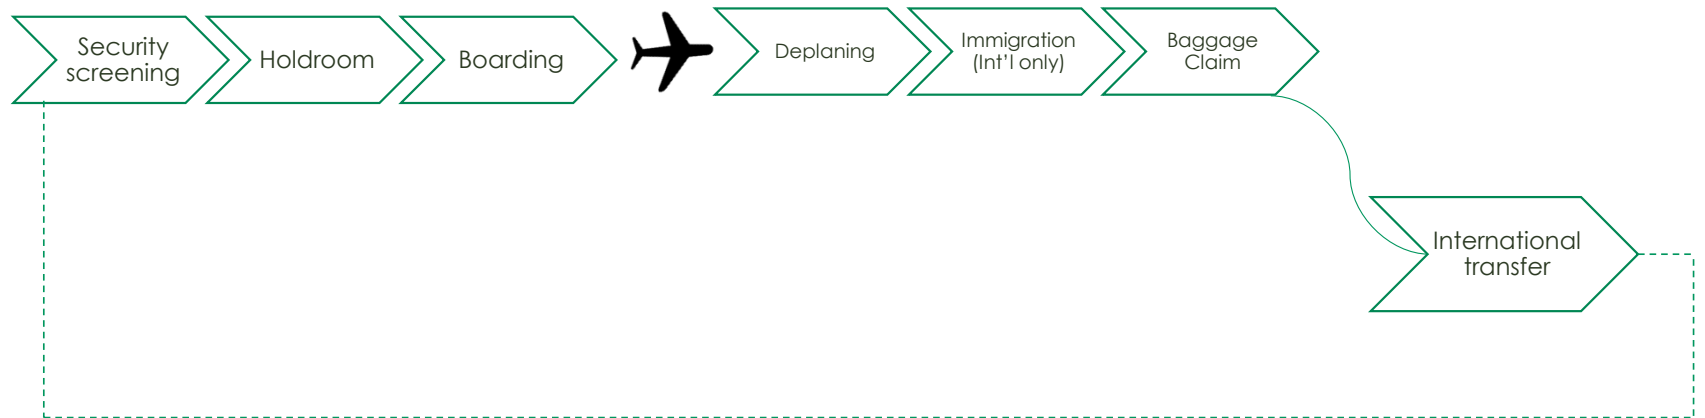 Security
screening
Holdroom
Boarding
Deplaning
Immigration
(Int'l only)
Baggage
Claim
International
transfer